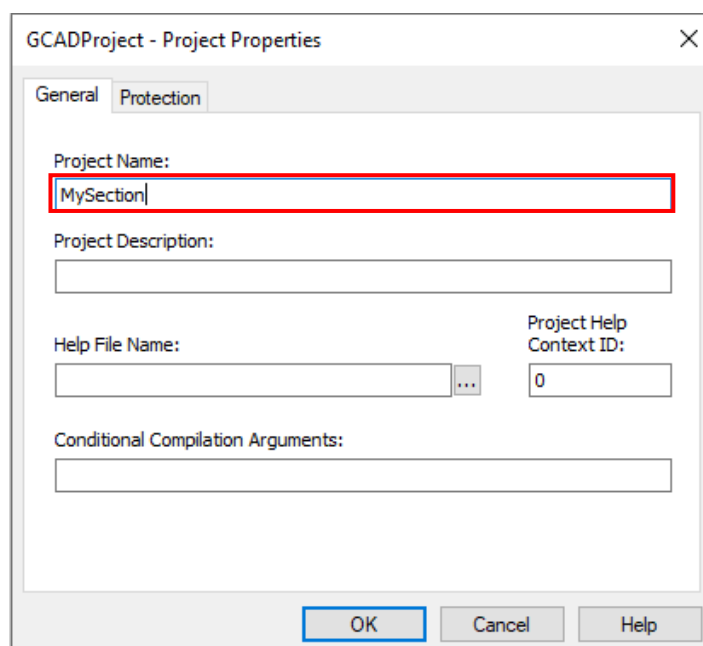 GCADProject - Project Properties
General Protection
Project Name:
MySection
Project Description:
Project Help
Context ID:
Help File Name:
...
0
Conditional Compilation Arguments:
OK Cancel Help